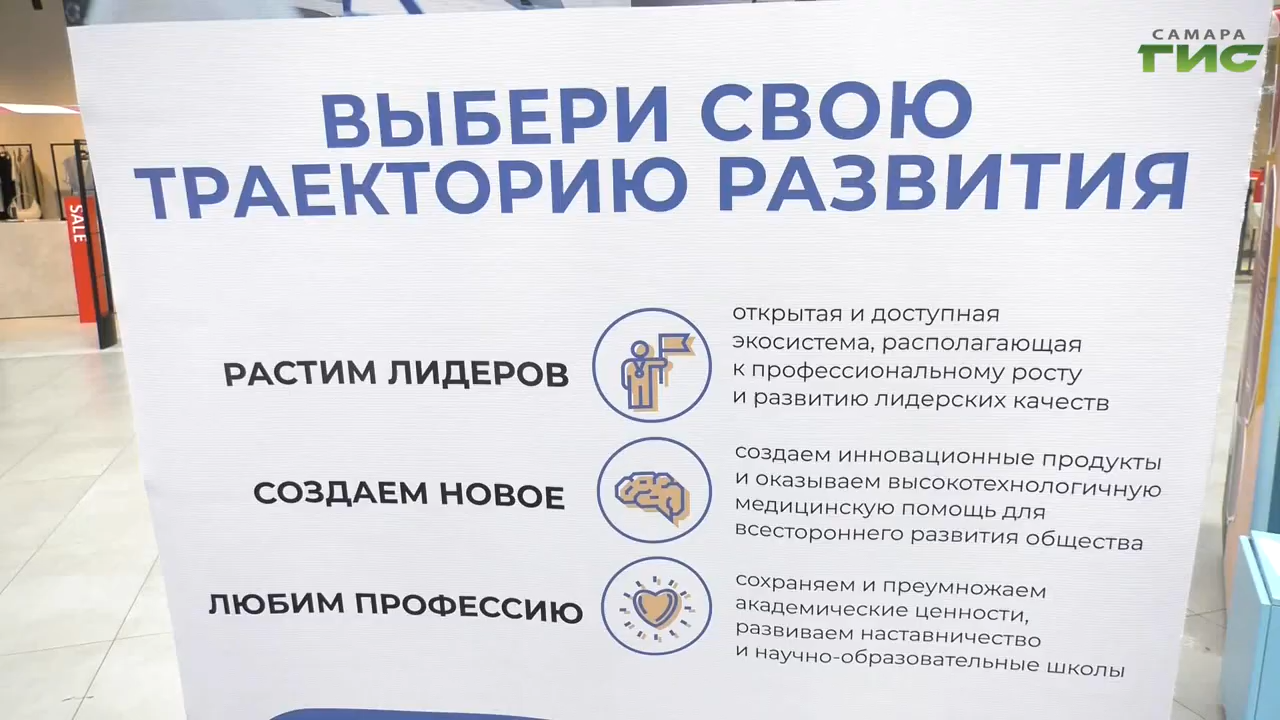 САМАРА
ГИС
ВЫБЕРИ СВОЮ
ТРАЕКТОРИЮ РАЗВИТИЯ
SALE
РАСТИМ ЛИДЕРОВ
открытая и доступная
экосистема, располагающая
к профессиональному росту
и развитию лидерских качеств
СОЗДАЕМ НОВОЕ
создаем инновационные продукты
и оказываем высокотехнологичную
медицинскую помощь для
всестороннего развития общества
ЛЮБИМ ПРОФЕССИЮ
сохраняем и преумножаем
академические ценности,
развиваем наставничество
и научно-образовательные школы